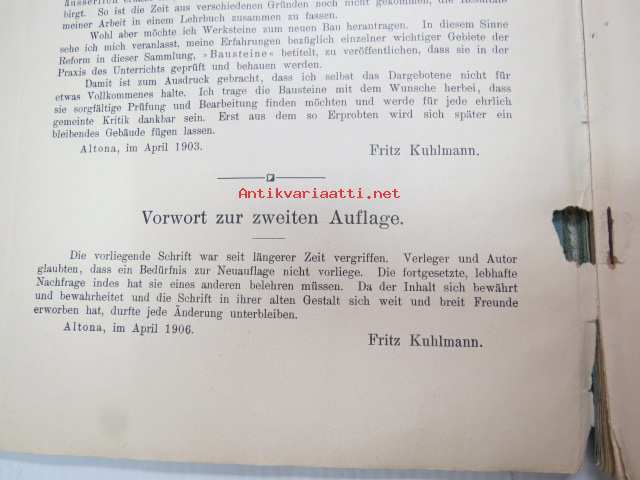 birgt. So ist die Zeit aus verschiedenen Gründen noch nicht gekommen, die Resultate
meiner Arbeit in einem Lehrbuch zusammen zu fassen.
Wohl aber möchte ich Werksteine zum neuen Bau herantragen. In diesem Sinne
sehe ich mich veranlasst, meine Erfahrungen bezüglich einzelner wichtiger Gebiete der
Reform in dieser Sammlung, »Bausteine« betitelt, zu veröffentlichen, dass sie in der
Praxis des Unterrichts geprüft und behauen werden.
Damit ist zum Ausdruck gebracht, dass ich selbst das Dargebotene nicht für
etwas Vollkommenes halte. Ich trage die Bausteine mit dem Wunsche herbei, dass
sie sorgfältige Prüfung und Bearbeitung finden möchten und werde für jede ehrlich
gemeinte Kritik dankbar sein. Erst aus dem so Erprobten wird sich später ein
bleibendes Gebäude fügen lassen.
Altona, im April 1903. Fritz Kuhlmann.
Antikvariaatti.net
Vorwort zur zweiten Auflage.
Die vorliegende Schrift war seit längerer Zeit vergriffen. Verleger und Autor
glaubten, dass ein Bedürfnis zur Neuauflage nicht vorliege. Die fortgesetzte, lebhafte
Nachfrage indes hat sie eines anderen belehren müssen. Da der Inhalt sich bewährt
und bewahrheitet und die Schrift in ihrer alten Gestalt sich weit und breit Freunde
erworben hat, durfte jede Änderung unterbleiben.
Altona, im April 1906. Fritz Kuhlmann.